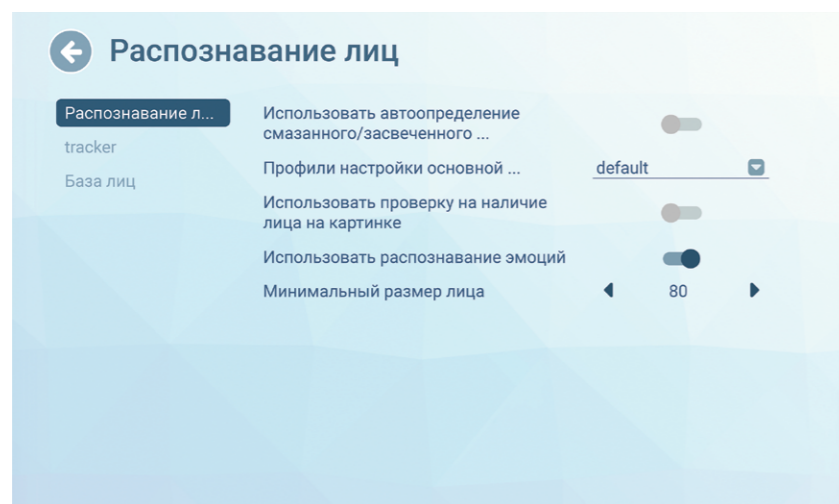 Распознавание лиц
Распознавание л...
tracker
База лиц
Использовать автоопределение
смазанного/засвеченного ...
Профили настройки основной ...
default
Использовать проверку на наличие
лица на картинке
Использовать распознавание эмоций
Минимальный размер лица
80